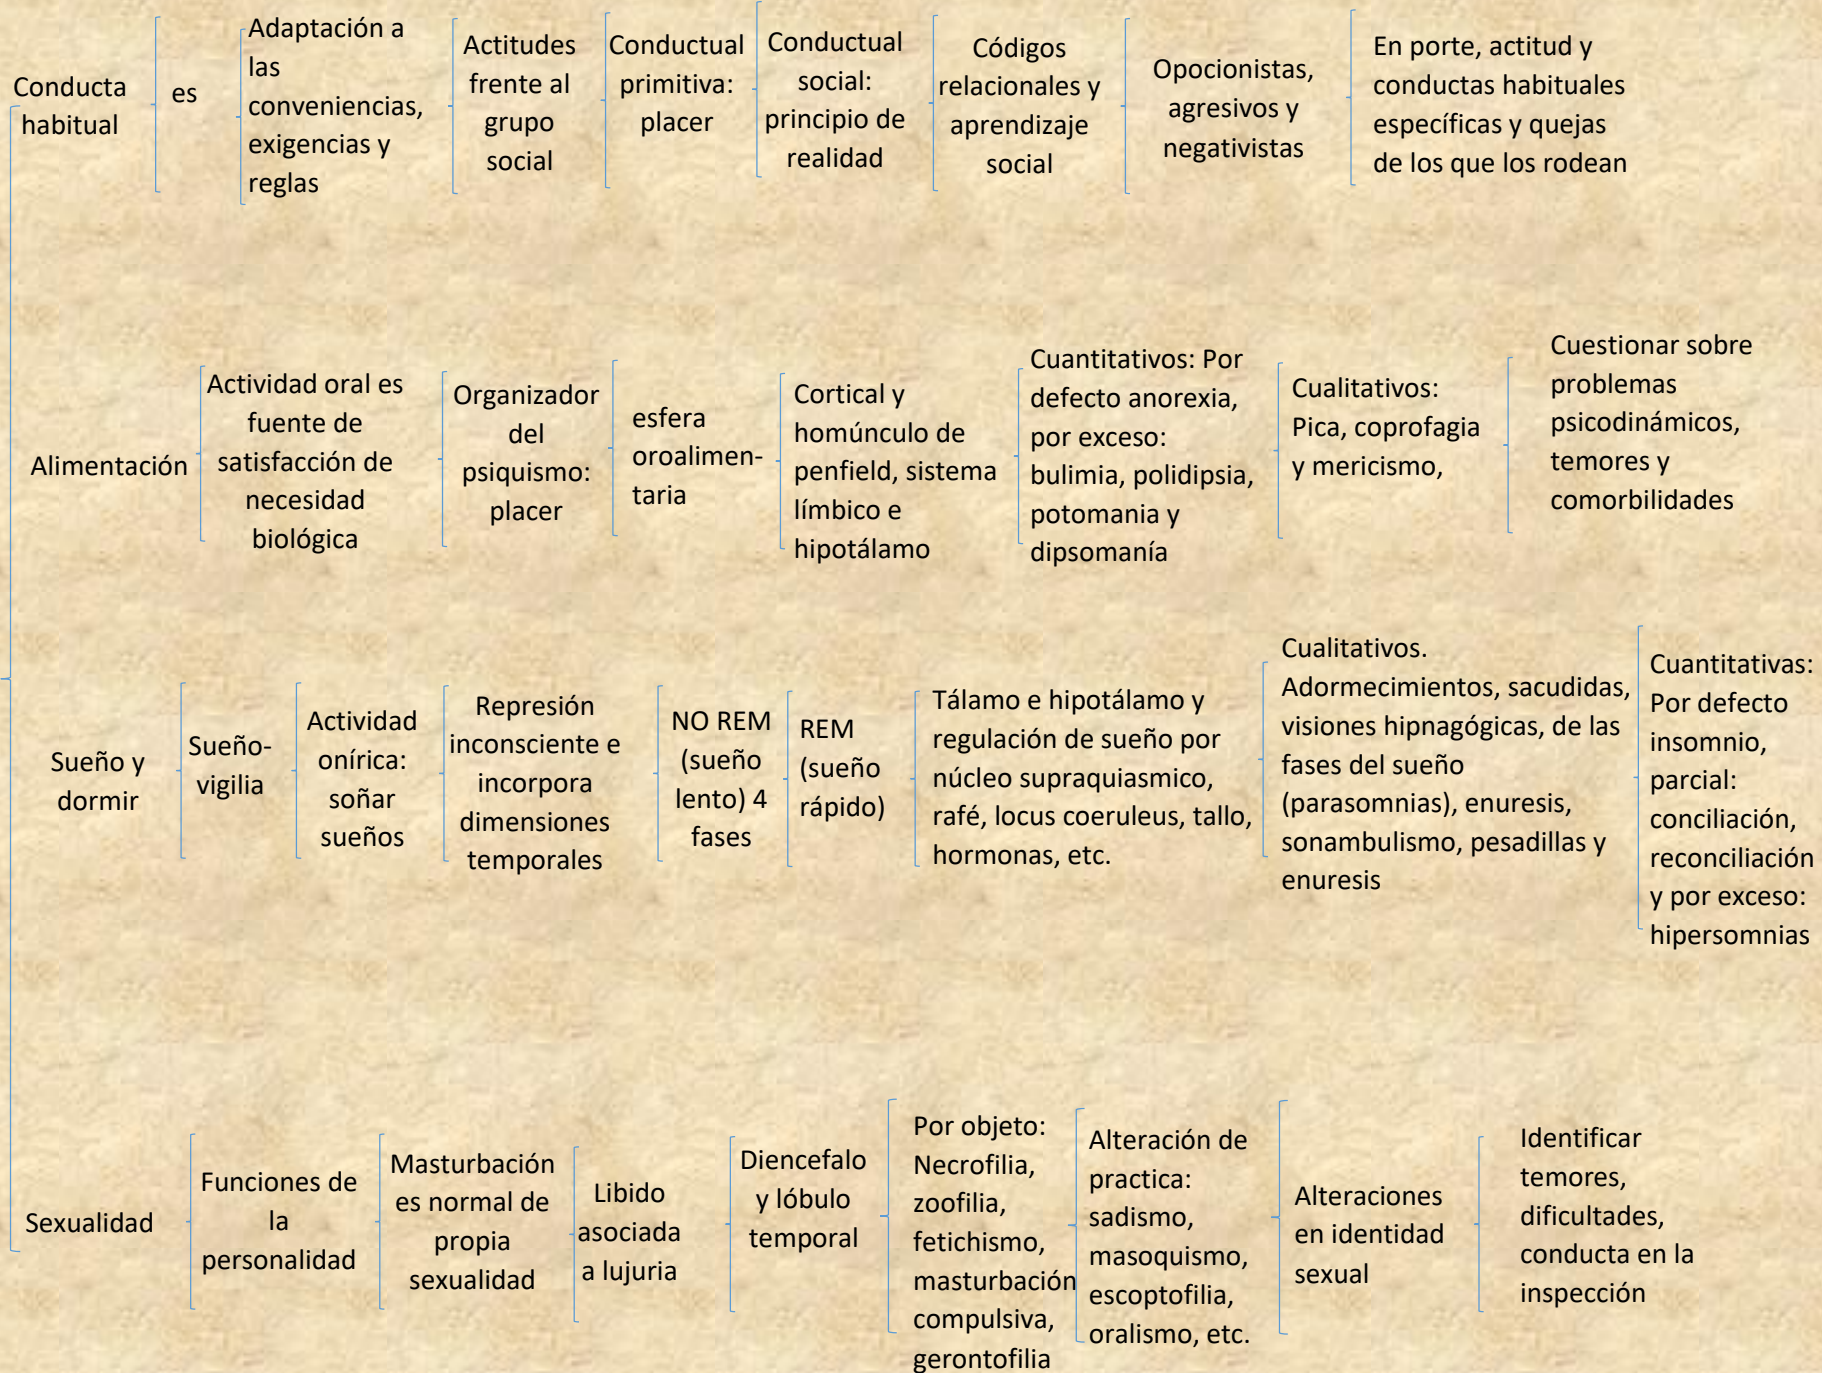 Conducta
habitual
es
Adaptación a
las
conveniencias,
exigencias y
reglas
Actitudes
frente al
grupo
social
Conductual
primitiva:
placer
Conductual
social:
principio de
realidad
Códigos
relacionales y
aprendizaje
social
Opocionistas,
agresivos y
negativistas
En porte, actitud y
conductas habituales
específicas y quejas
de los que los rodean
Alimentación
Actividad oral es
fuente de
satisfacción de
necesidad
biológica
Organizador
del
psiquismo:
placer
esfera
oroalimen-
taria
Cortical y
homúnculo de
penfield, sistema
límbico e
hipotálamo
Cuantitativos: Por
defecto anorexia,
por exceso:
bulimia, polidipsia,
potomania y
dipsomanía
Cualitativos:
Pica, coprofagia
y mericismo,
Cuestionar sobre
problemas
psicodinámicos,
temores y
comorbilidades
Sueño y
dormir
Sueño-
vigilia
Actividad
onírica:
soñar
sueños
Represión
inconsciente e
incorpora
dimensiones
temporales
NO REM
(sueño
lento) 4
fases
REM
(sueño
rápido)
Tálamo e hipotálamo y
regulación de sueño por
núcleo supraquiasmico,
rafé, locus coeruleus, tallo,
hormonas, etc.
Cualitativos.
Adormecimientos, sacudidas,
visiones hipnagógicas, de las
fases del sueño
(parasomnias), enuresis,
sonambulismo, pesadillas y
enuresis
Cuantitativas:
Por defecto
insomnio,
parcial:
conciliación,
reconciliación
y por exceso:
hipersomnias
Sexualidad
Funciones de
la
personalidad
Masturbación
es normal de
propia
sexualidad
Libido
asociada
a lujuria
Diencefalo
y lóbulo
temporal
Por objeto:
Necrofilia,
zoofilia,
fetichismo,
masturbación
compulsiva,
gerontofilia
Alteración de
practica:
sadismo,
masoquismo,
escoptofilia,
oralismo, etc.
Alteraciones
en identidad
sexual
Identificar
temores,
dificultades,
conducta en la
inspección